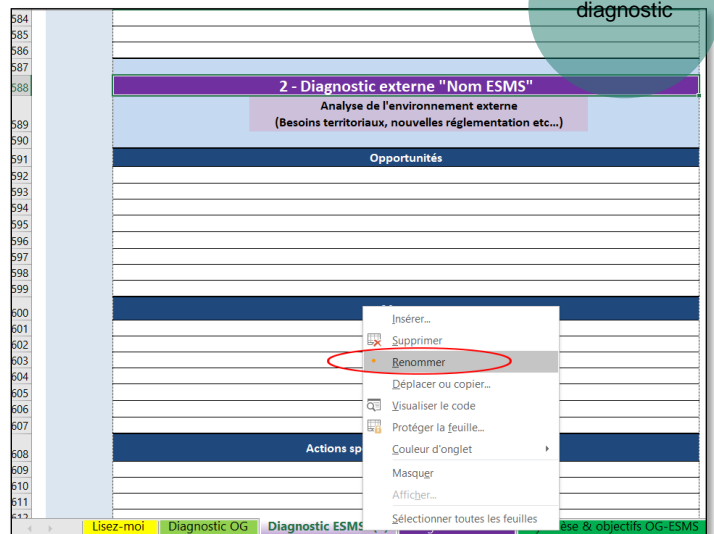 diagnostic
584
585
586
587
588
2 - Diagnostic externe "Nom ESMS"
Analyse de l'environnement externe
589
(Besoins territoriaux, nouvelles réglementation etc...)
590
591
Opportunités
592
593
594
595
596
597
598
599
600
Insérer...
601
602
Supprimer
603
Renommer
604
Déplacer ou copier...
605
606
Visualiser le code
607
Protéger la feuille...
608
Actions sp
Couleur d'onglet
609
610
Masquer
611
Afficher...
512
Sélectionner toutes les feuilles
Lisez-moi
Diagnostic OG
Diagnostic ESMS
èse & objectifs OG-ESMS